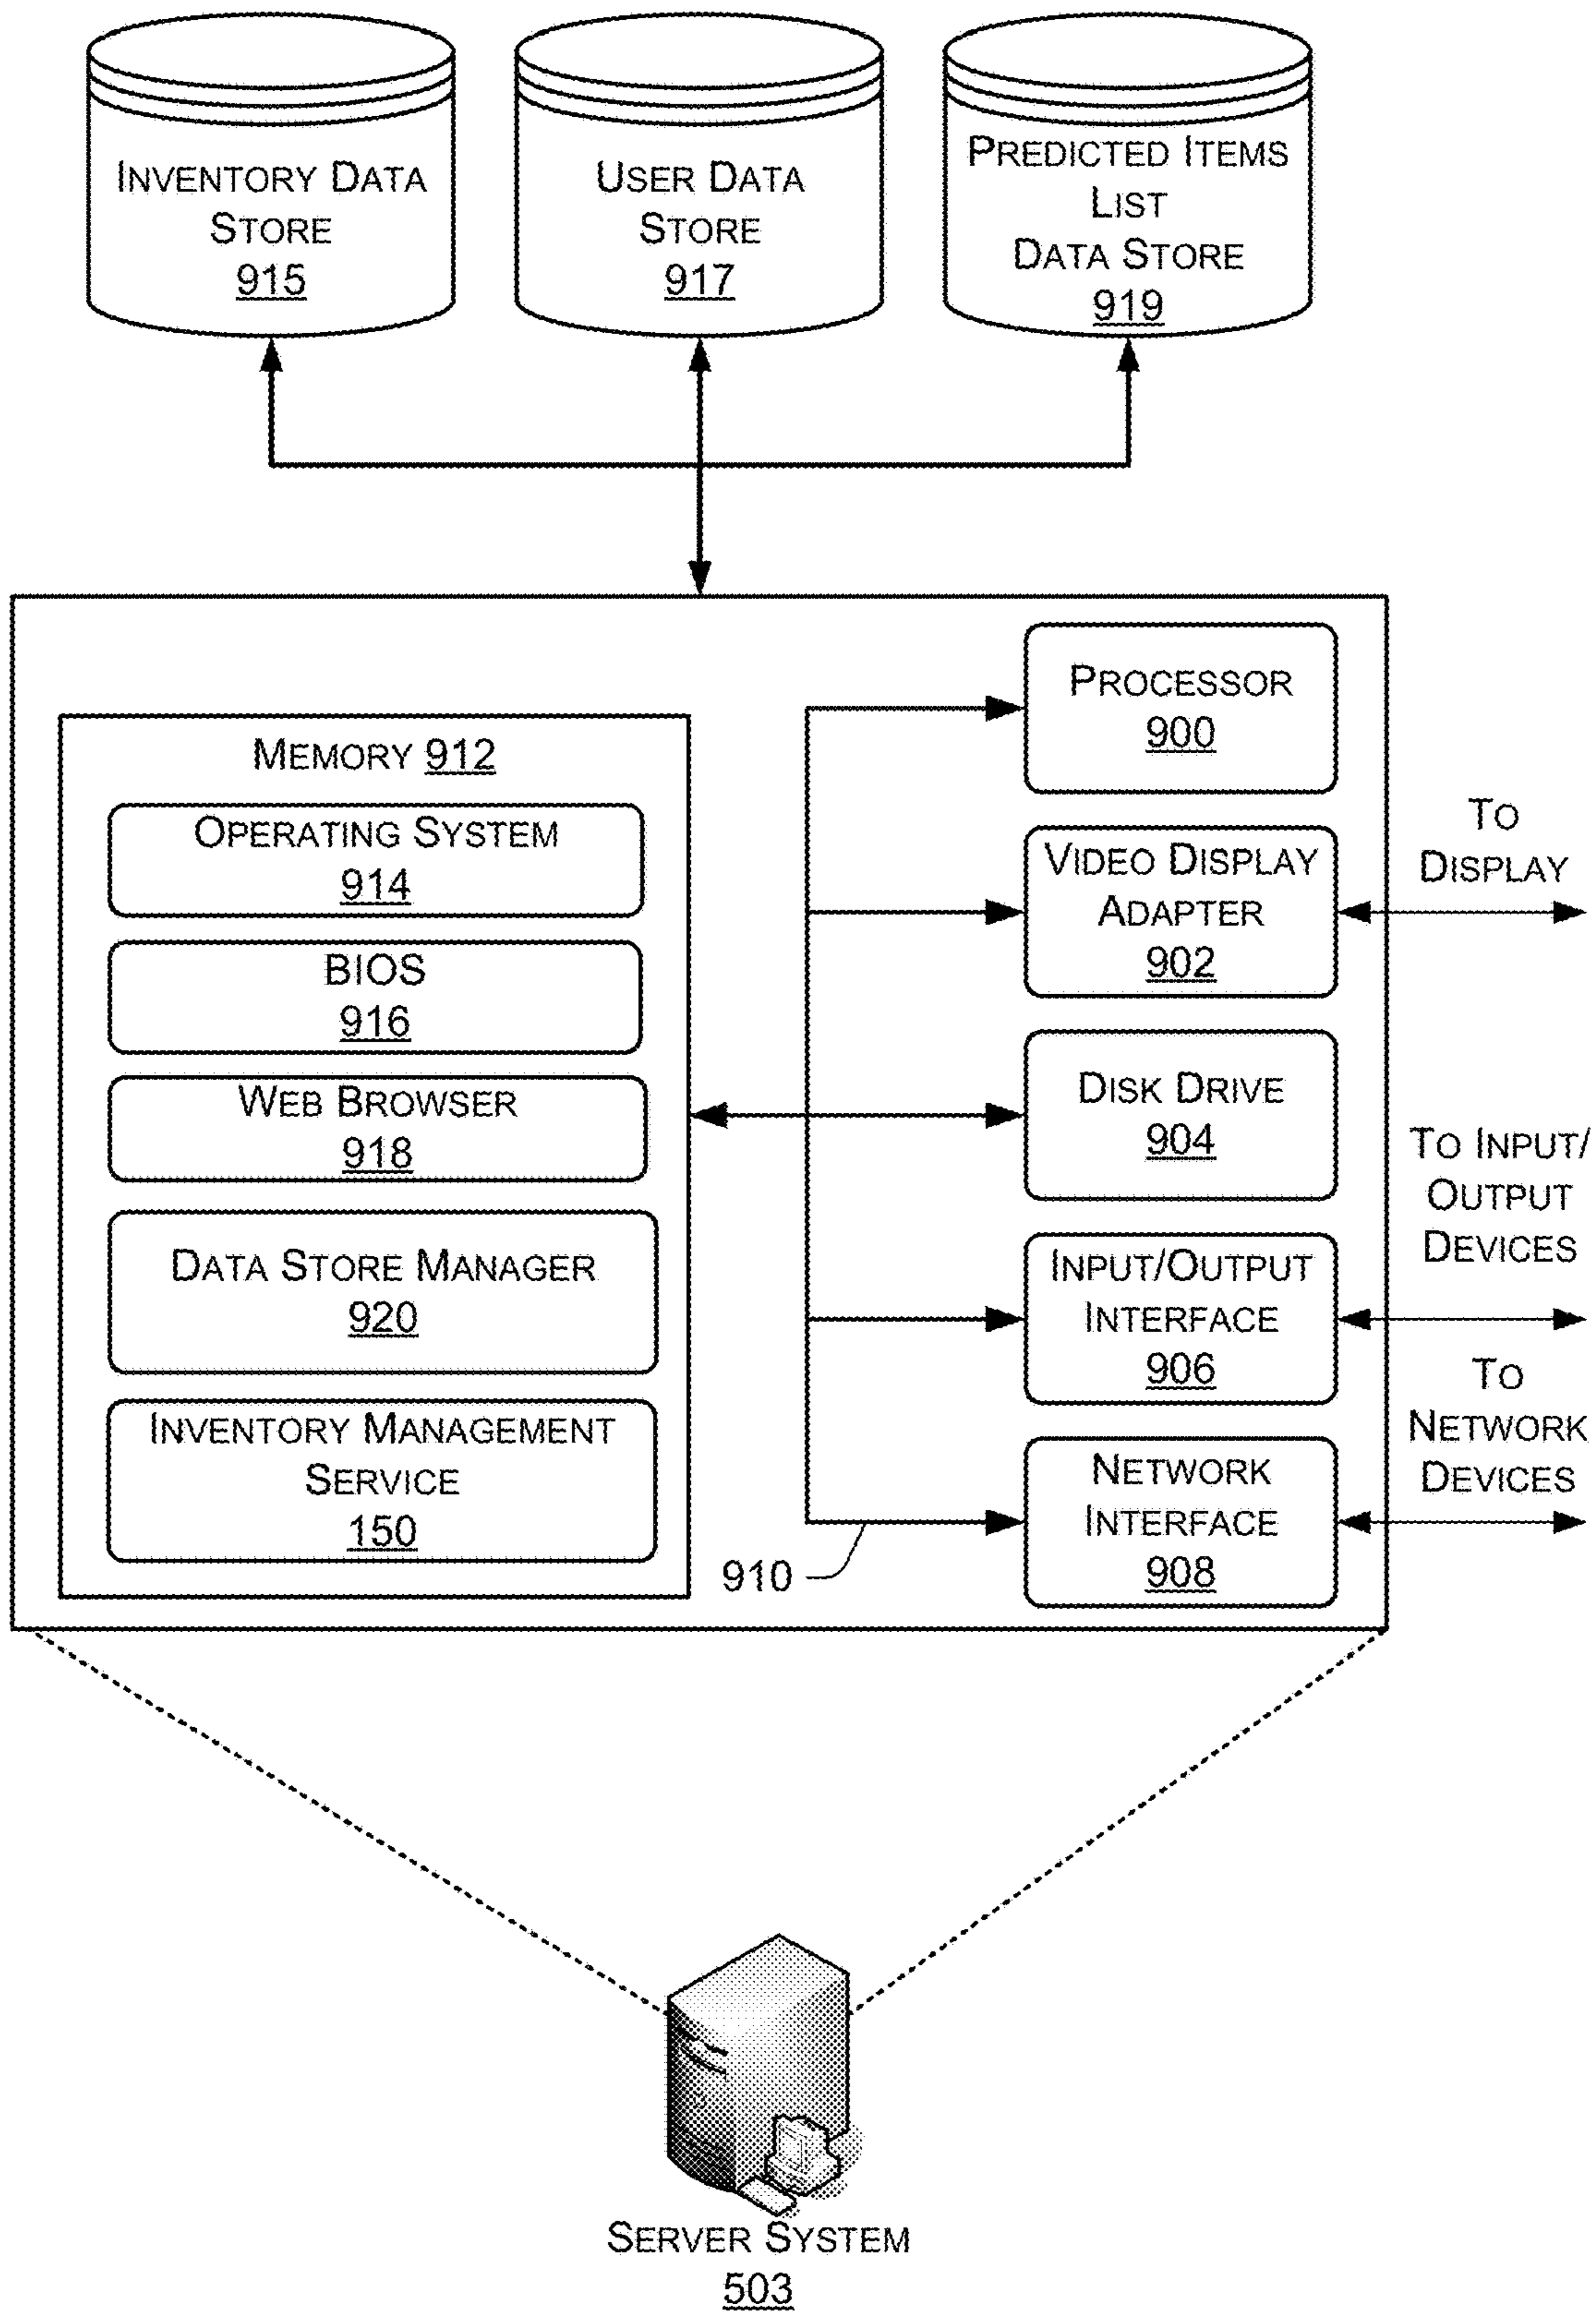 INVENTORY DATA
STORE
915
USER DATA
STORE
917
PREDICTED ITEMS
LIST
DATA STORE
919
MEMORY 912
OPERATING SYSTEM
914
BIOS
916
WEB BROWSER
918
DATA STORE MANAGER
920
INVENTORY MANAGEMENT
SERVICE
150
PROCESSOR
900
VIDEO DISPLAY
ADAPTER
902
DISK DRIVE
904
INPUT/OUTPUT
INTERFACE
906
NETWORK
INTERFACE
908
910
TO
DISPLAY
TO INPUT/
OUTPUT
DEVICES
TO
NETWORK
DEVICES
SERVER SYSTEM
503